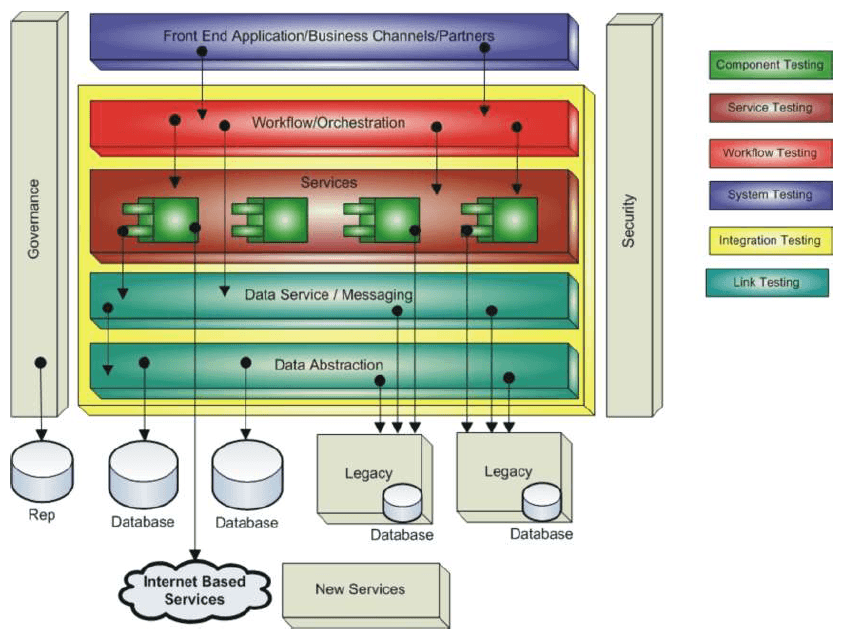 Front End Application/Business Channels/Partners
Workflow/Orchestration
Services
Data Service / Messaging
Data Abstraction
Governance
Security
Component Testing
Service Testing
Workflow Testing
System Testing
Integration Testing
Link Testing
Rep
Database
Database
Legacy
Database
Legacy
Database
Internet Based
Services
New Services